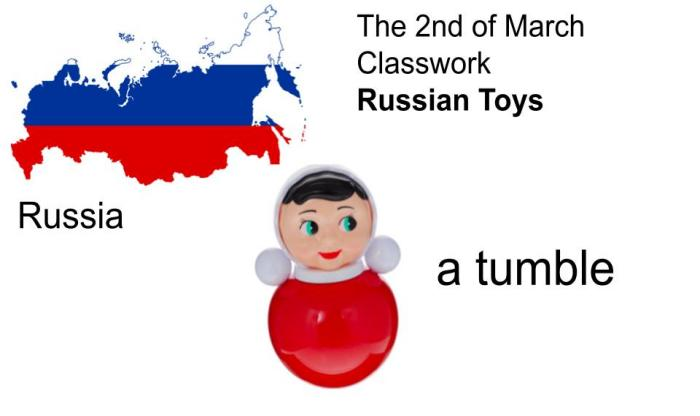 The 2nd of March
Classwork
Russian Toys
Russia
a tumble